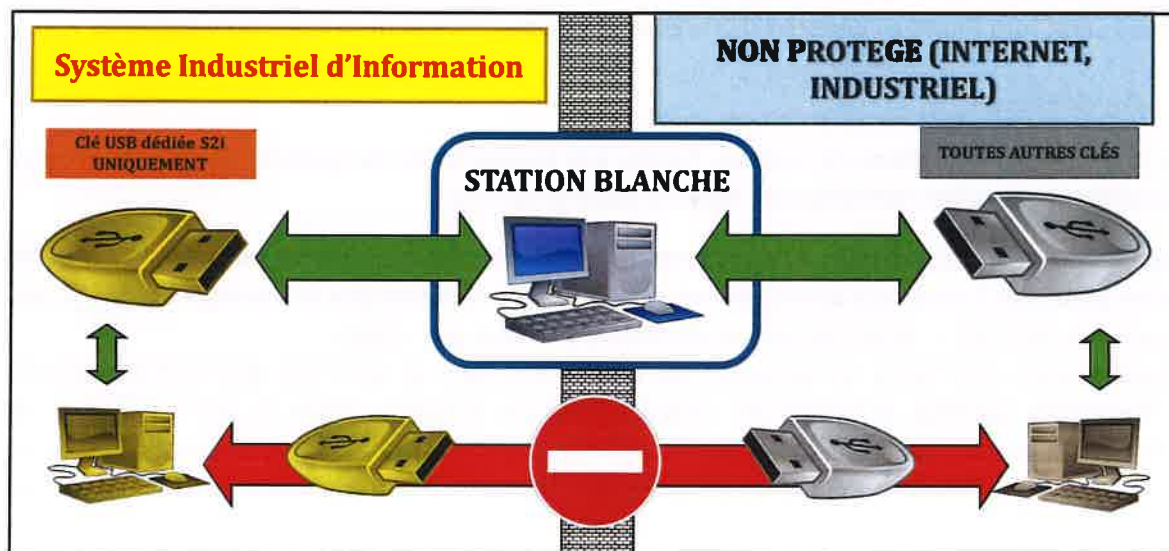 Système Industriel d'Information
NON PROTEGE (INTERNET,
INDUSTRIEL)
Clé USB dédiée S2i
UNIQUEMENT
TOUTES AUTRES CLÉS
STATION BLANCHE